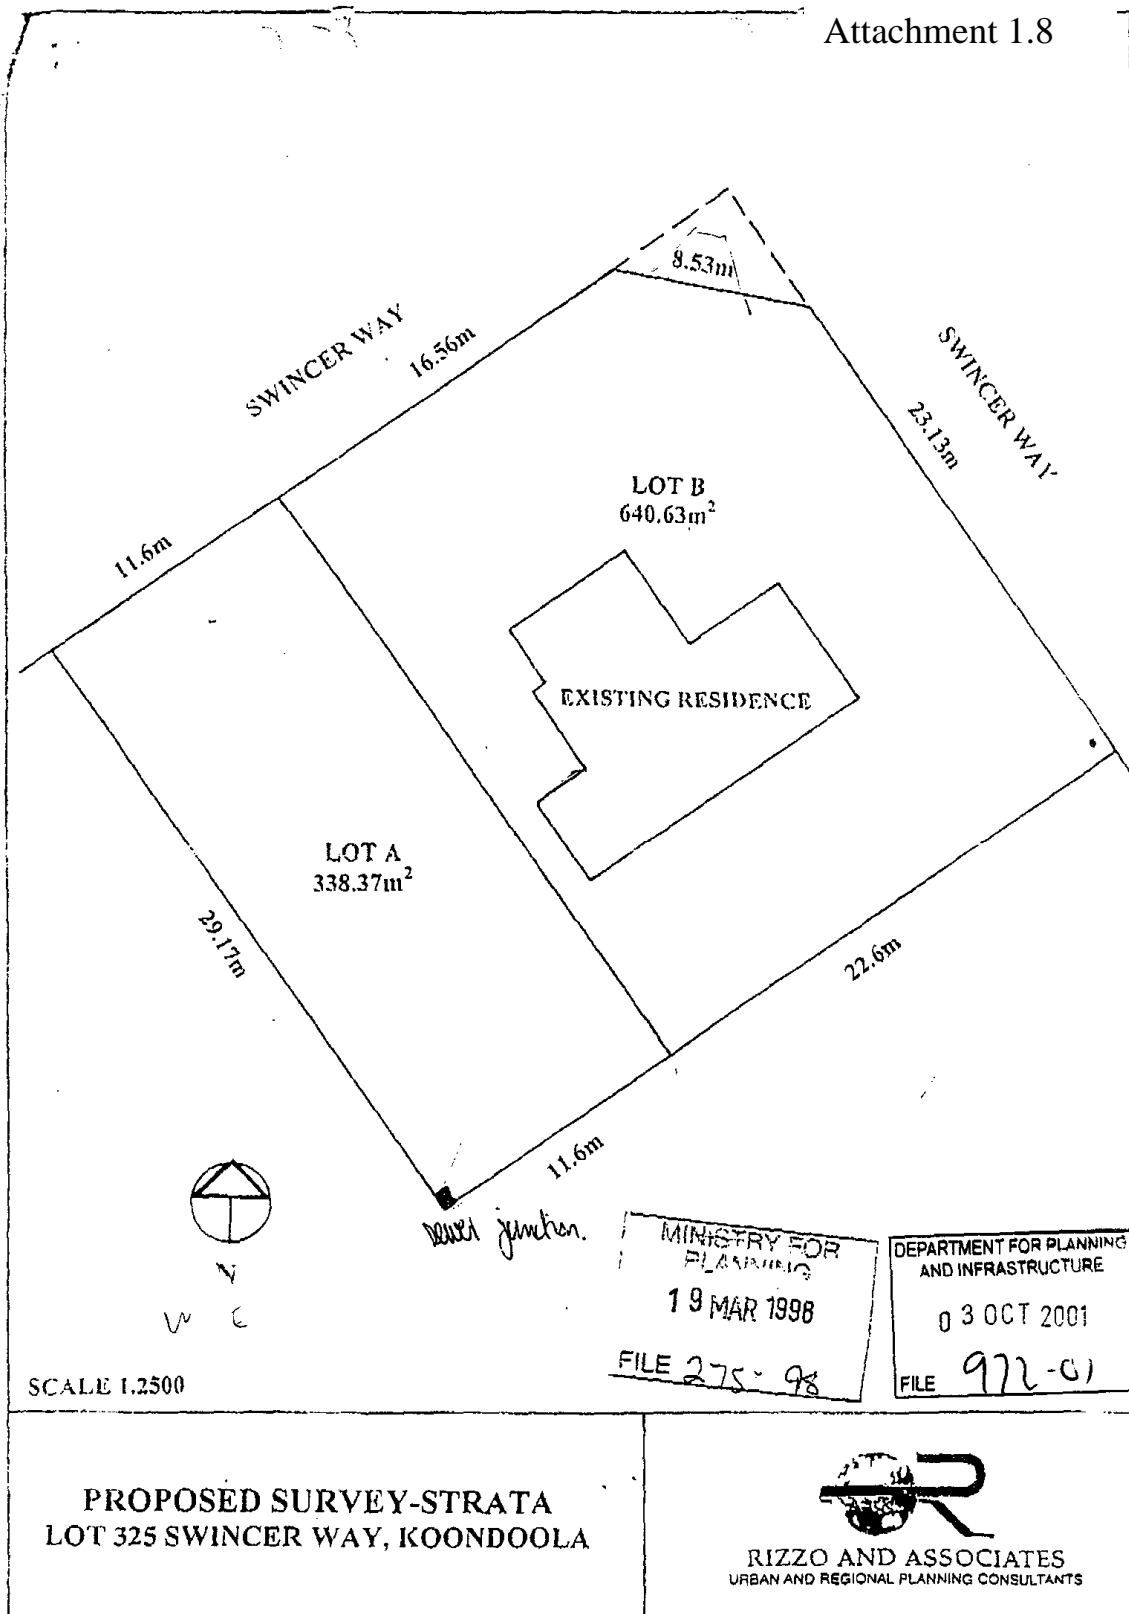 Attachment 1.8
8.53m
SWINCER WAY
16.56m
SWINCER WAY
23.13m
LOT B
640.63m²
11.6m
EXISTING RESIDENCE
LOT A
338.37m²
29.17m
22.6m
11.6m
sewer junction.
N
W E
MINISTRY FOR
PLANNING
19 MAR 1998
FILE 275-98
DEPARTMENT FOR PLANNING
AND INFRASTRUCTURE
03 OCT 2001
FILE 972-01
SCALE 1.2500
PROPOSED SURVEY-STRATA
LOT 325 SWINCER WAY, KOONDOOLA
R
RIZZO AND ASSOCIATES
URBAN AND REGIONAL PLANNING CONSULTANTS